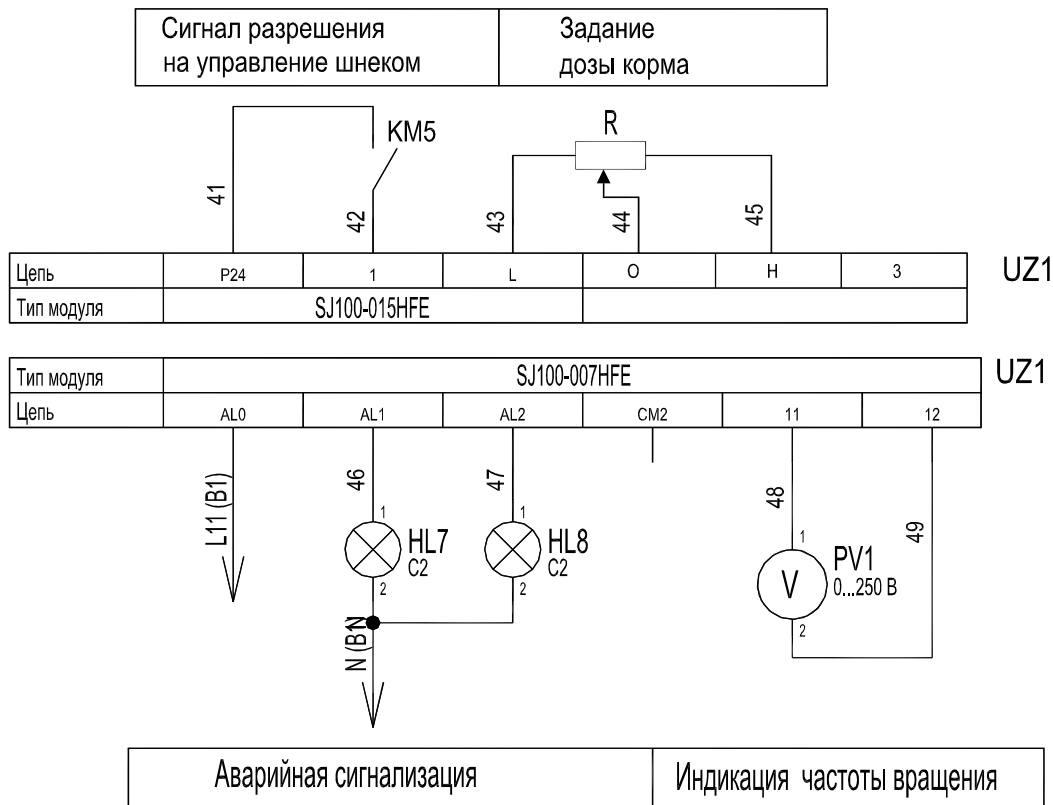 Сигнал разрешения
на управление шнеком
Задание
дозы корма
KM5
R
41
42
43
44
45
Цепь P24 1 L O H 3
UZ1
Тип модуля SJ100-015HFE
Тип модуля SJ100-007HFE
UZ1
Цепь AL0 AL1 AL2 CM2 11 12
L11 (B1)
46
47
48
49
1
HL7
C2
2
1
HL8
C2
2
1
V
PV1
0...250 В
2
N (B1)
N
Аварийная сигнализация
Индикация частоты вращения